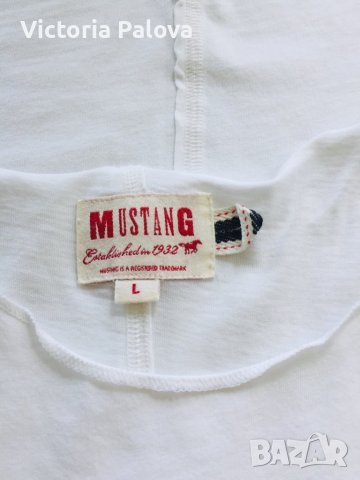 Victoria Palova
MUSTANG
Established in 1932
MUSTANG IS A REGISTERED TRADEMARK
L
BAZAR